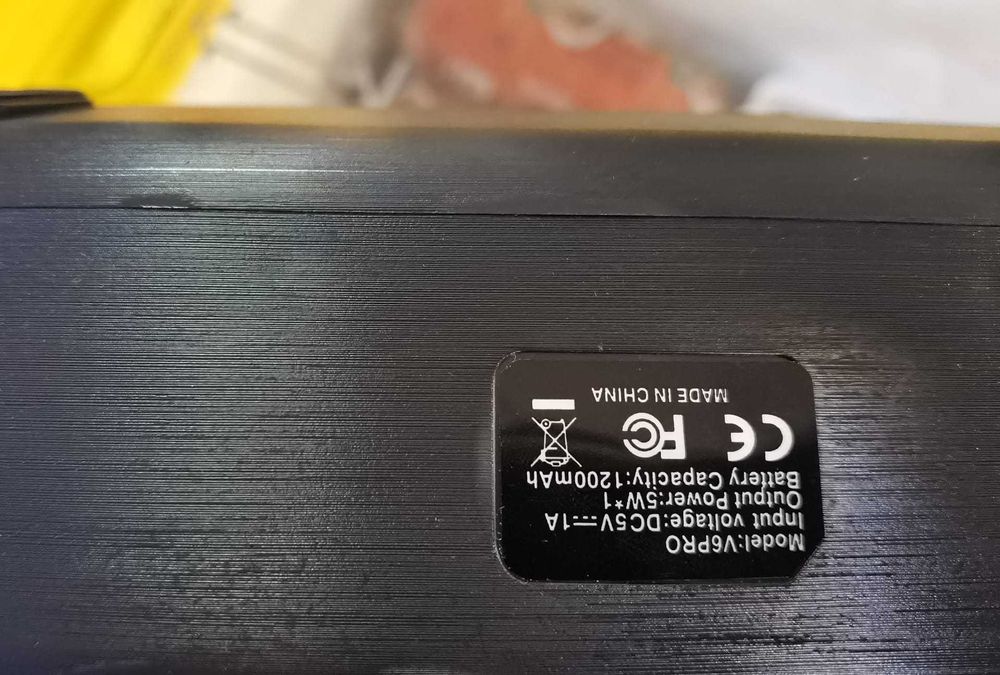 Model:V6PRO
Input voltage:DC5V⎓1A
Output Power:5W*1
Battery Capacity:1200mAh
CE FC
MADE IN CHINA